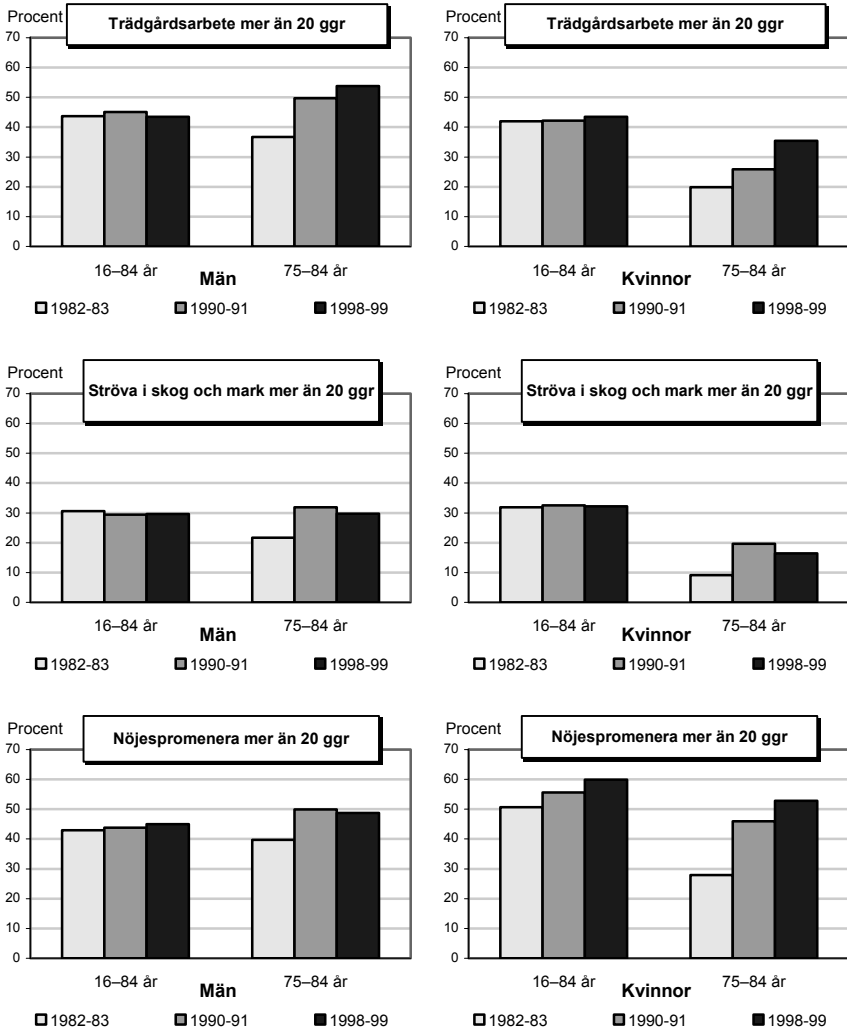 Procent
Trädgårdsarbete mer än 20 ggr
70
60
50
40
30
20
10
0
16–84 år
Män
75–84 år
1982-83
1990-91
1998-99
Procent
Trädgårdsarbete mer än 20 ggr
70
60
50
40
30
20
10
0
16–84 år
Kvinnor
75–84 år
1982-83
1990-91
1998-99
Procent
Ströva i skog och mark mer än 20 ggr
70
60
50
40
30
20
10
0
16–84 år
Män
75–84 år
1982-83
1990-91
1998-99
Procent
Ströva i skog och mark mer än 20 ggr
70
60
50
40
30
20
10
0
16–84 år
Kvinnor
75–84 år
1982-83
1990-91
1998-99
Procent
Nöjespromenera mer än 20 ggr
70
60
50
40
30
20
10
0
16–84 år
Män
75–84 år
1982-83
1990-91
1998-99
Procent
Nöjespromenera mer än 20 ggr
70
60
50
40
30
20
10
0
16–84 år
Kvinnor
75–84 år
1982-83
1990-91
1998-99